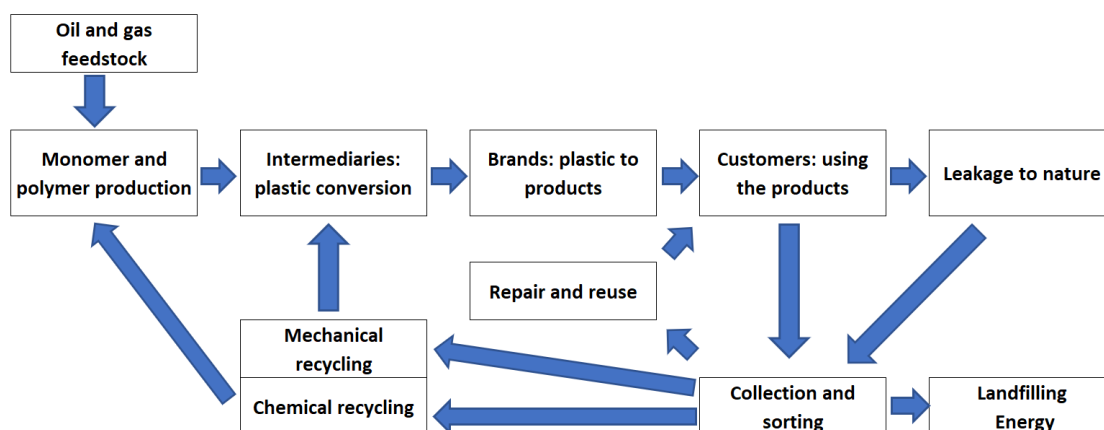 Oil and gas
feedstock
Monomer and
polymer production
Intermediaries:
plastic conversion
Brands: plastic to
products
Customers: using
the products
Leakage to nature
Repair and reuse
Mechanical
recycling
Chemical recycling
Collection and
sorting
Landfilling
Energy